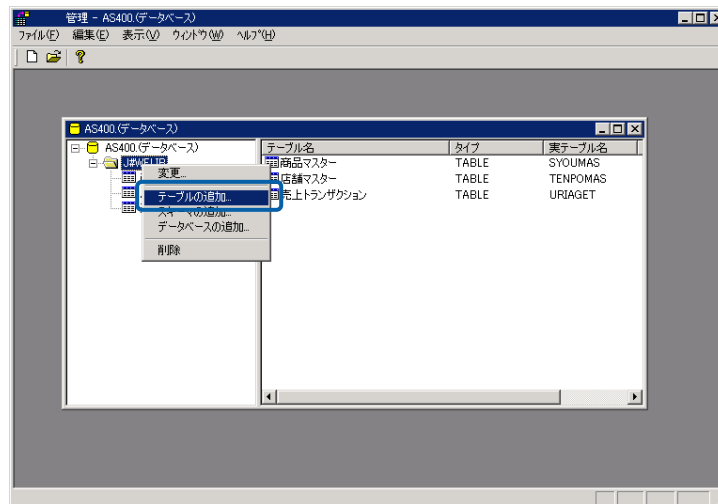 管理 - AS400.(データベース)
ファイル(F) 編集(E) 表示(V) ウィンドウ(W) ヘルプ(H)
AS400.(データベース)
AS400.(データベース)
テーブル名 タイプ 実テーブル名
商品マスター TABLE SYOUMAS
店舗マスター TABLE TENPOMAS
売上トランザクション TABLE URIAGET
変更...
テーブルの追加...
スキーマの追加...
データベースの追加...
削除